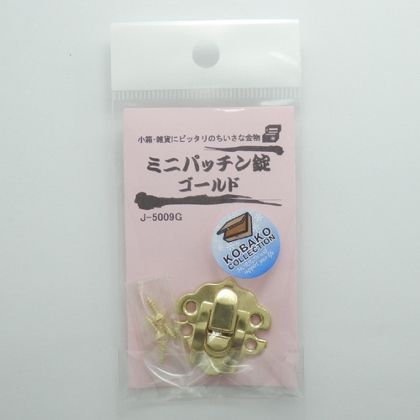 小箱・雑貨にピッタリのちいさな金物
ミニパッチン錠
ゴールド
J-5009G
KOBAKO
COLLECTION